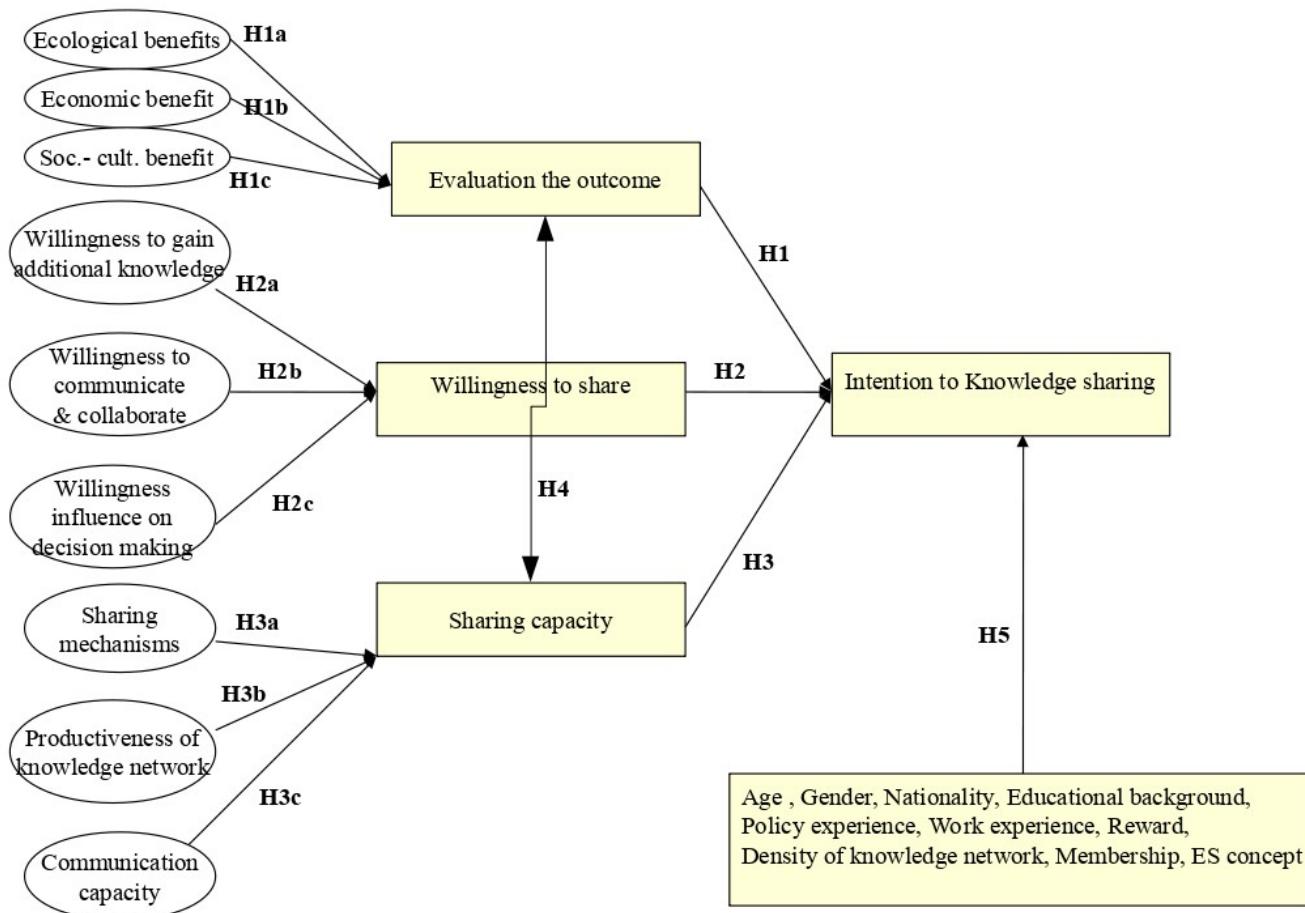 Ecological benefits
H1a
Economic benefit
H1b
Soc.- cult. benefit
H1c
Evaluation the outcome
Willingness to gain
additional knowledge
H2a
H1
Willingness to
communicate
& collaborate
H2b
Willingness to share
H2
Intention to Knowledge sharing
Willingness
influence on
decision making
H2c
H4
H3
Sharing
mechanisms
H3a
Sharing capacity
H5
H3b
Productiveness of
knowledge network
H3c
Communication
capacity
Age , Gender, Nationality, Educational background,
Policy experience, Work experience, Reward,
Density of knowledge network, Membership, ES concept